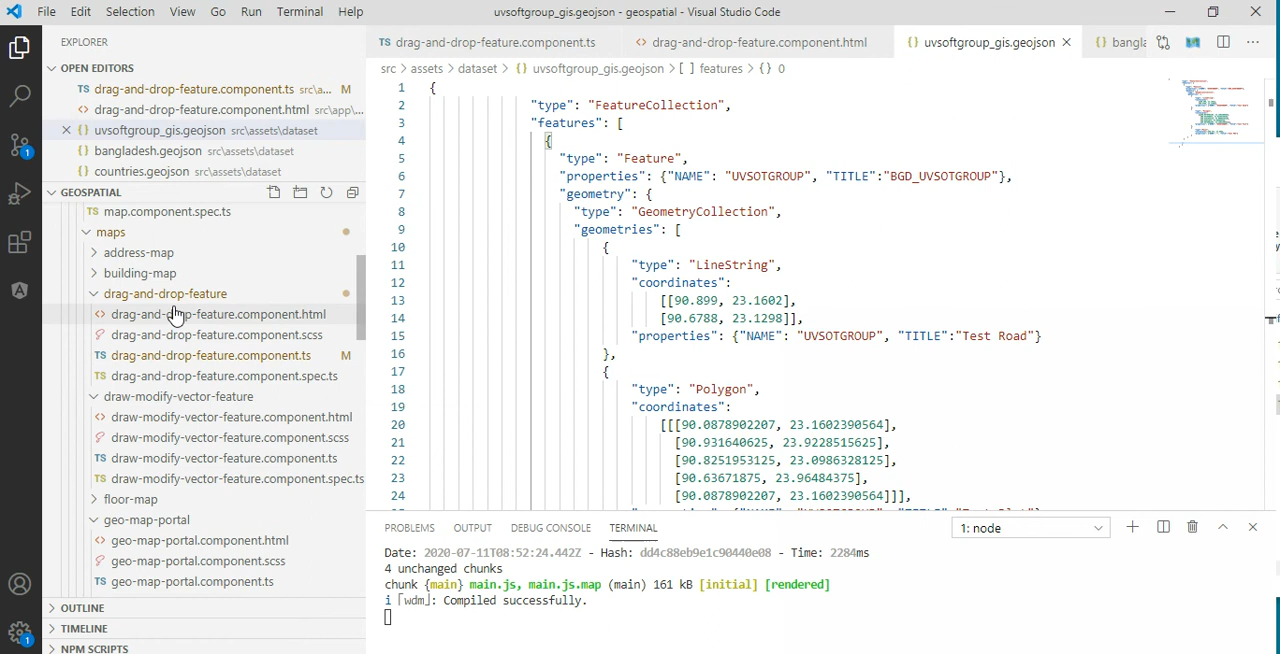 File Edit Selection View Go Run Terminal Help
uvsoftgroup_gis.geojson - geospatial - Visual Studio Code
EXPLORER
OPEN EDITORS
TS drag-and-drop-feature.component.ts src\a... M
<> drag-and-drop-feature.component.html src\app\...
{} uvsoftgroup_gis.geojson src\assets\dataset
{} bangladesh.geojson src\assets\dataset
{} countries.geojson src\assets\dataset
GEOSPATIAL
TS map.component.spec.ts
maps
address-map
building-map
drag-and-drop-feature
<> drag-and-drop-feature.component.html
drag-and-drop-feature.component.scss
TS drag-and-drop-feature.component.ts M
TS drag-and-drop-feature.component.spec.ts
draw-modify-vector-feature
<> draw-modify-vector-feature.component.html
draw-modify-vector-feature.component.scss
TS draw-modify-vector-feature.component.ts
TS draw-modify-vector-feature.component.spec.ts
floor-map
geo-map-portal
<> geo-map-portal.component.html
geo-map-portal.component.scss
TS geo-map-portal.component.ts
OUTLINE
TIMELINE
NPM SCRIPTS
1
1
TS drag-and-drop-feature.component.ts
<> drag-and-drop-feature.component.html
{} uvsoftgroup_gis.geojson
{} bangla
src > assets > dataset > {} uvsoftgroup_gis.geojson > [ ] features > {} 0
1 {
2 "type": "FeatureCollection",
3 "features": [
4 {
5 "type": "Feature",
6 "properties": {"NAME": "UVSOTGROUP", "TITLE":"BGD_UVSOTGROUP"},
7 "geometry": {
8 "type": "GeometryCollection",
9 "geometries": [
10 {
11 "type": "LineString",
12 "coordinates":
13 [[90.899, 23.1602],
14 [90.6788, 23.1298]],
15 "properties": {"NAME": "UVSOTGROUP", "TITLE":"Test Road"}
16 },
17 {
18 "type": "Polygon",
19 "coordinates":
20 [[[90.0878902207, 23.1602390564],
21 [90.931640625, 23.9228515625],
22 [90.8251953125, 23.0986328125],
23 [90.63671875, 23.96484375],
24 [90.0878902207, 23.1602390564]]],
PROBLEMS OUTPUT DEBUG CONSOLE TERMINAL
1: node
Date: 2020-07-11T08:52:24.442Z - Hash: dd4c88eb9e1c90440e08 - Time: 2284ms
4 unchanged chunks
chunk {main} main.js, main.js.map (main) 161 kB [initial] [rendered]
i ｢wdm｣: Compiled successfully.